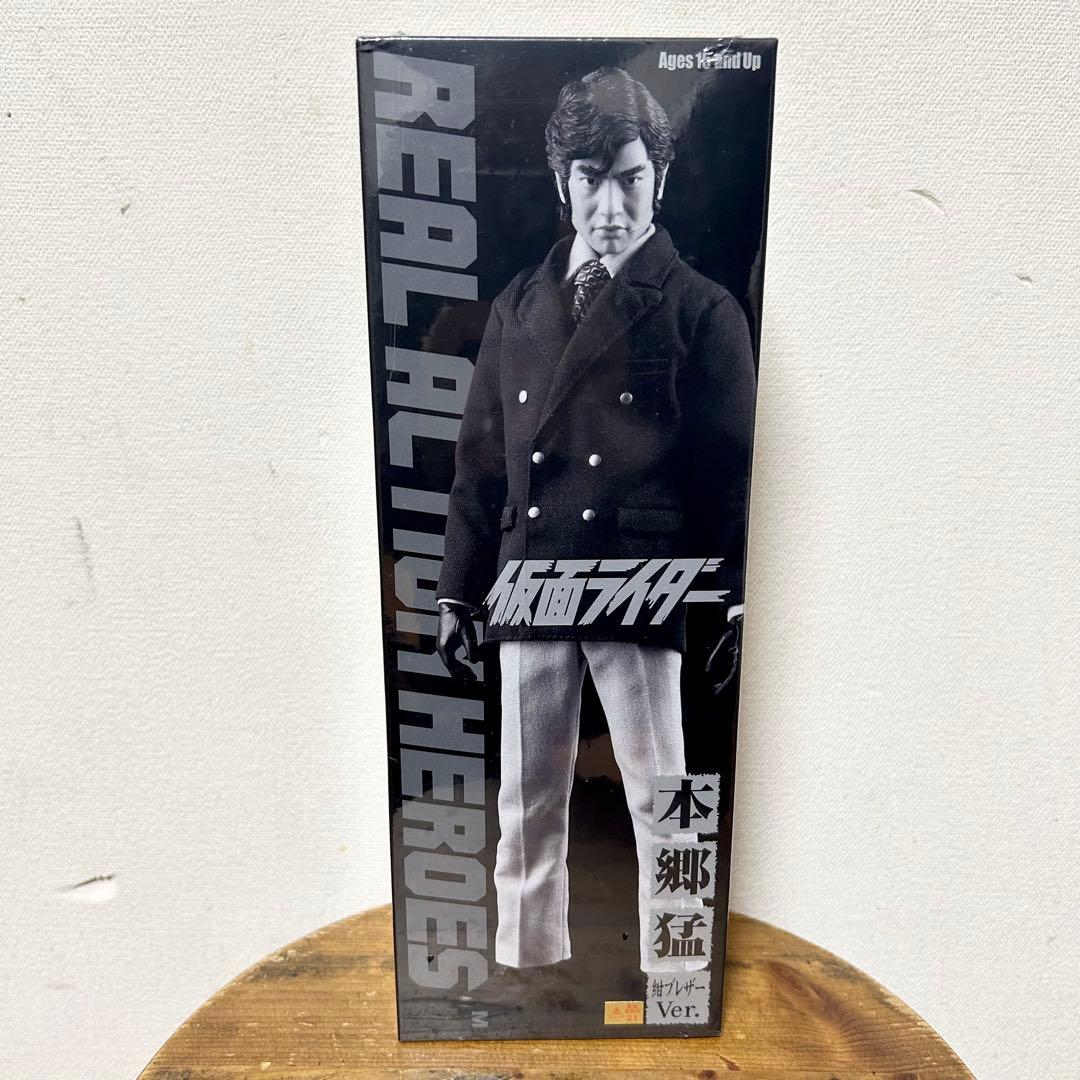 Ages 15 and Up
REAL ACTION HEROES
仮面ライダー
本郷猛
紺ブレザー
Ver.